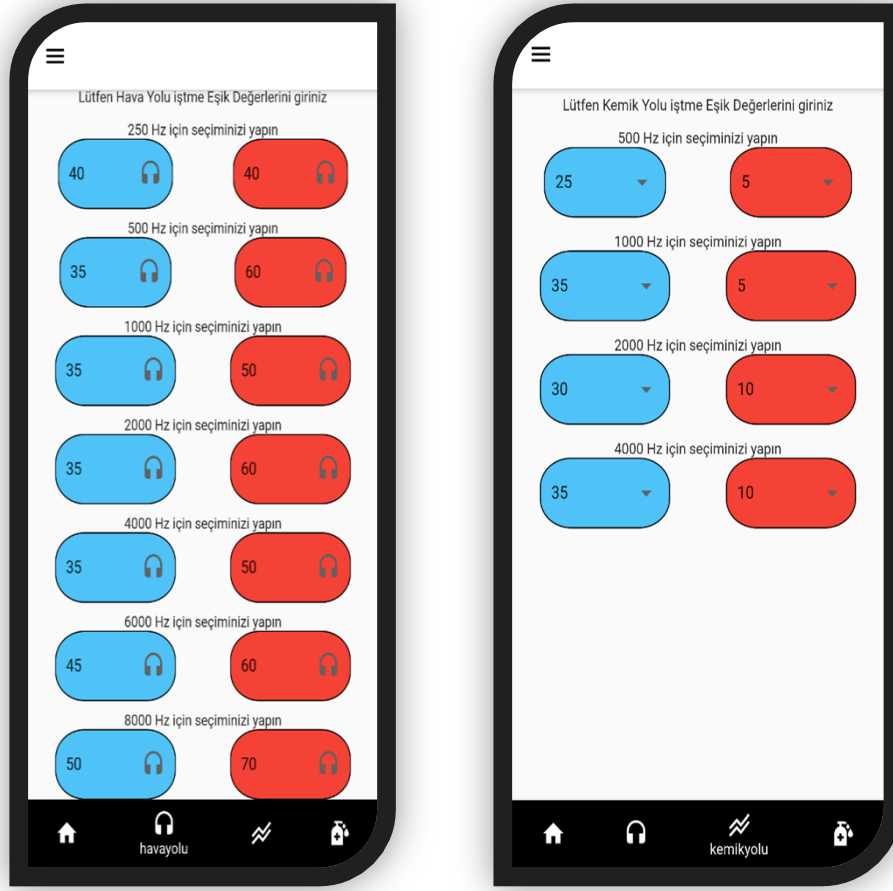 Lütfen Hava Yolu iştme Eşik Değerlerini giriniz
250 Hz için seçiminizi yapın
40 40
500 Hz için seçiminizi yapın
35 60
1000 Hz için seçiminizi yapın
35 50
2000 Hz için seçiminizi yapın
35 60
4000 Hz için seçiminizi yapın
35 50
6000 Hz için seçiminizi yapın
45 60
8000 Hz için seçiminizi yapın
50 70
havayolu
Lütfen Kemik Yolu iştme Eşik Değerlerini giriniz
500 Hz için seçiminizi yapın
25 5
1000 Hz için seçiminizi yapın
35 5
2000 Hz için seçiminizi yapın
30 10
4000 Hz için seçiminizi yapın
35 10
kemikyolu